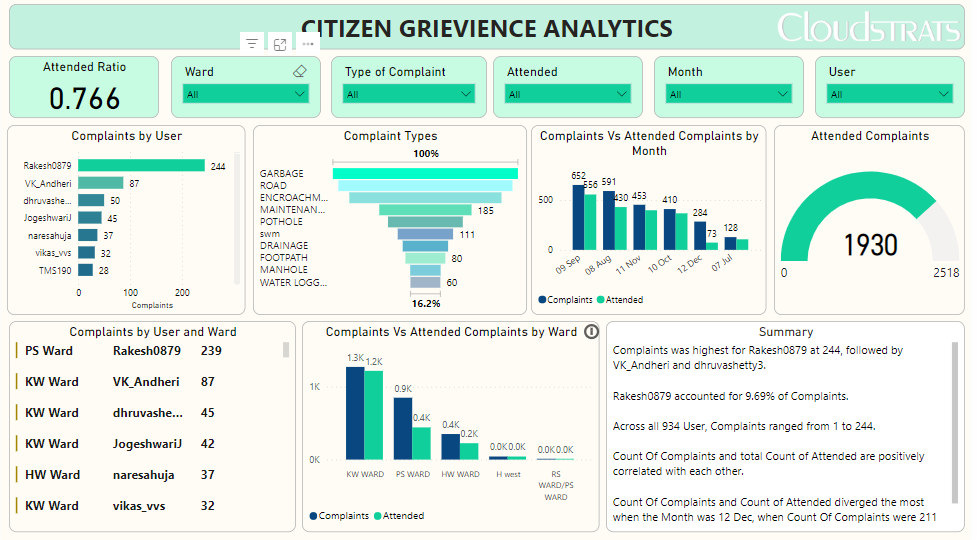 CITIZEN GRIEVIENCE ANALYTICS
CLOUDSTRATS
Attended Ratio
0.766
Ward
All
Type of Complaint
All
Attended
All
Month
All
User
All
Complaints by User
Rakesh0879 244
VK_Andheri 87
dhruvashe... 50
JogeshwariJ 45
naresahuja 37
vikas_vvs 32
TMS190 28
0 100 200
Complaints
Complaint Types
100%
GARBAGE
ROAD
ENCROACHM...
MAINTENAN... 185
POTHOLE
swm 111
DRAINAGE
FOOTPATH 80
MANHOLE
WATER LOGG... 60
16.2%
Complaints Vs Attended Complaints by
Month
652 591
556 430 453 410
500
284
73 128
0
09 Sep 08 Aug 11 Nov 10 Oct 12 Dec 07 Jul
Complaints Attended
Attended Complaints
1930
0 2518
Complaints by User and Ward
PS Ward Rakesh0879 239
KW Ward VK_Andheri 87
KW Ward dhruvashe... 45
KW Ward JogeshwariJ 42
HW Ward naresahuja 37
KW Ward vikas_vvs 32
Complaints Vs Attended Complaints by Ward
1.3K 1.2K
1K
0.9K
0.4K 0.4K
0.2K
0.0K 0.0K 0.0K 0.0K
0K
KW WARD PS WARD HW WARD H west RS
WARD/PS
WARD
Complaints Attended
Summary
Complaints was highest for Rakesh0879 at 244, followed by
VK_Andheri and dhruvashetty3.
Rakesh0879 accounted for 9.69% of Complaints.
Across all 934 User, Complaints ranged from 1 to 244.
Count Of Complaints and total Count of Attended are positively
correlated with each other.
Count Of Complaints and Count of Attended diverged the most
when the Month was 12 Dec, when Count Of Complaints were 211